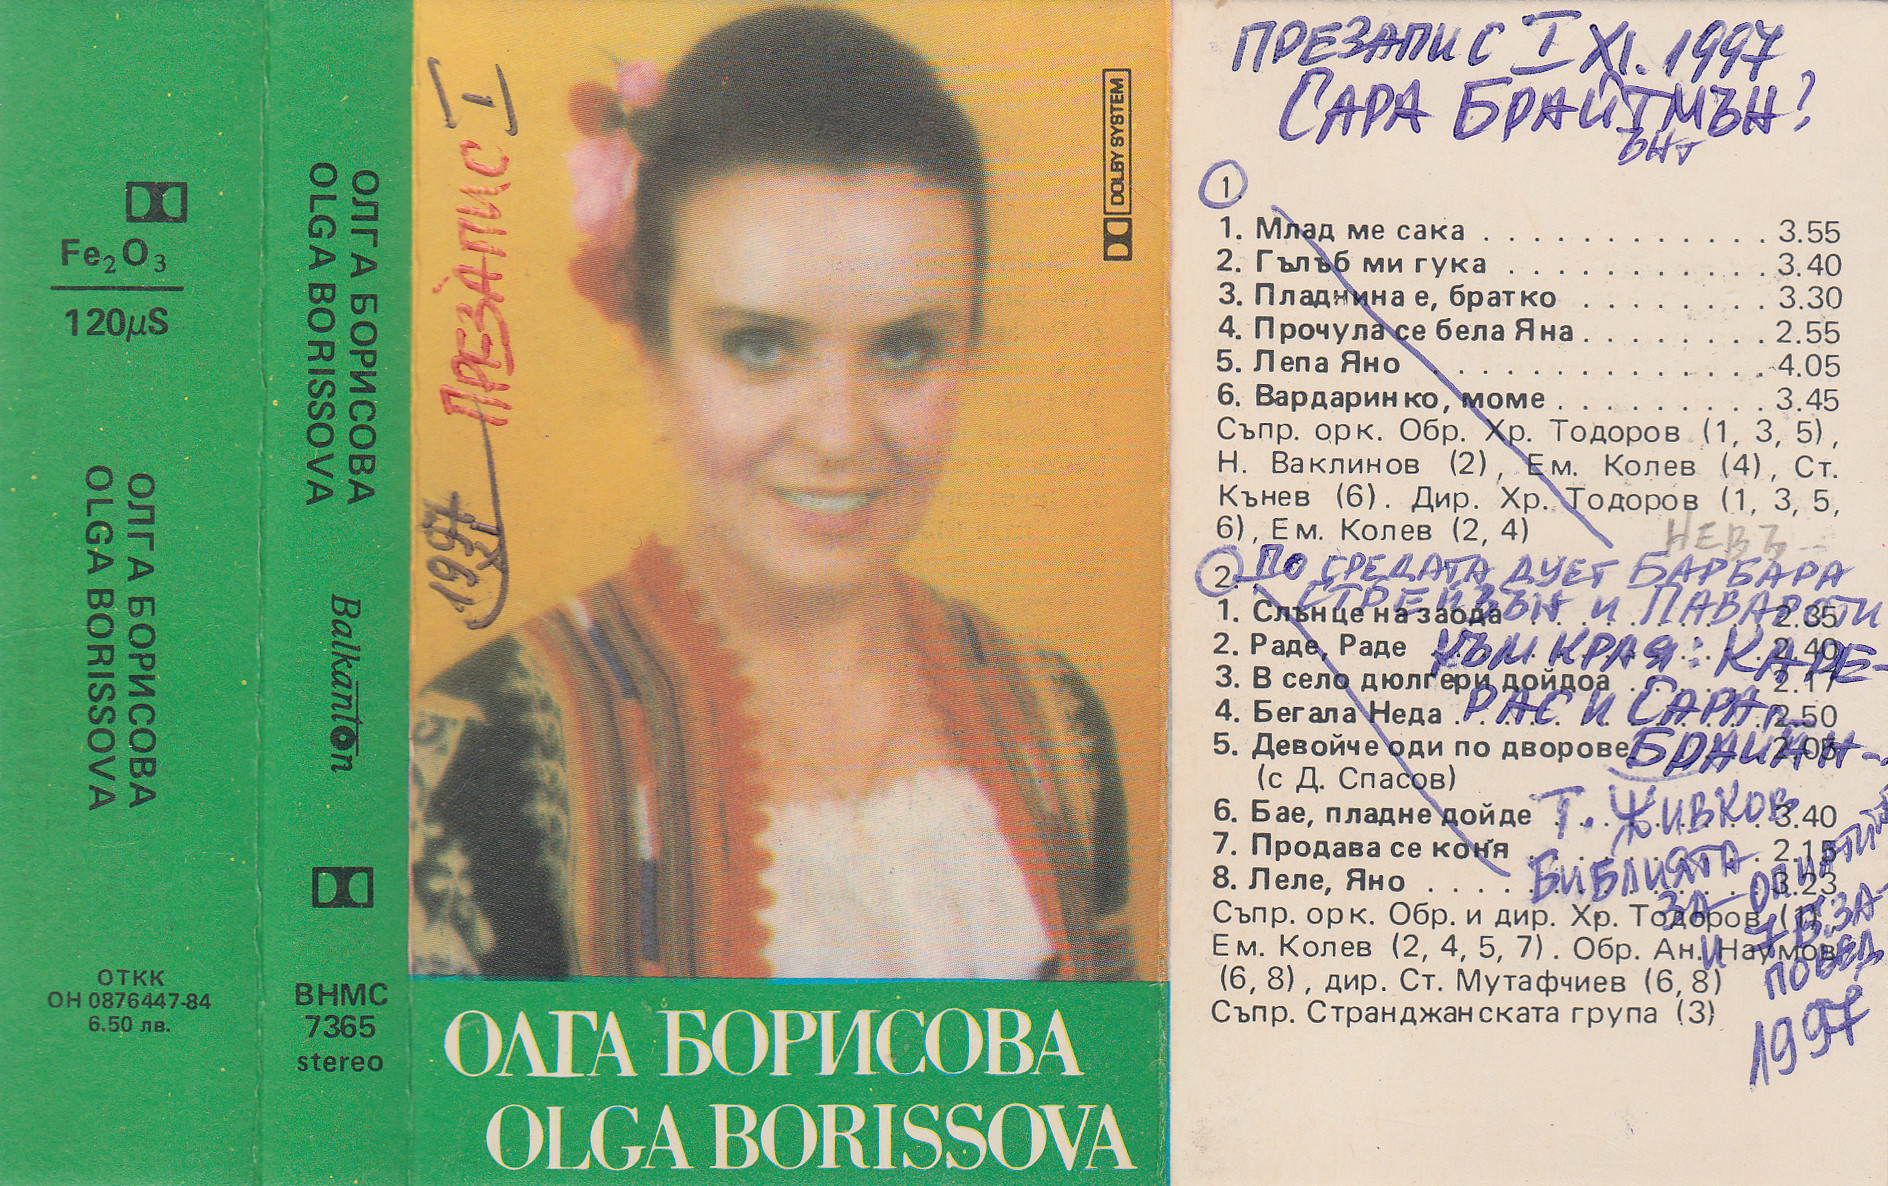 Fe₂O₃
120µS
ОЛГА БОРИСОВА
OLGA BORISSOVA
ОТКК
ОН 0876447-84
6.50 лв.
ОЛГА БОРИСОВА
OLGA BORISSOVA
Balkanton
ВНМС
7365
stereo
ПРЕЗАПИС I
1997
XI
DOLBY SYSTEM
ОЛГА БОРИСОВА
OLGA BORISSOVA
ПРЕЗАПИС I XI. 1997
САРА БРАЙТМЪН?
ЪНТ
1.
1. Млад ме сака . . . . . . . . . . . . . 3.55
2. Гълъб ми гука . . . . . . . . . . . . 3.40
3. Пладнина е, братко . . . . . . . . 3.30
4. Прочула се бела Яна . . . . . . . 2.55
5. Лепа Яно . . . . . . . . . . . . . . . 4.05
6. Вардаринко, моме . . . . . . . . . 3.45
Съпр. орк. Обр. Хр. Тодоров (1, 3, 5),
Н. Ваклинов (2), Ем. Колев (4), Ст.
Кънев (6). Дир. Хр. Тодоров (1, 3, 5,
6), Ем. Колев (2, 4)
2. ПО СРЕДАТА ДУЕТ БАРБАРА
СТРЕЙЗЪН И ПАВАРОТИ
1. Слънце на заода . . . . . . . . . 2.35
2. Раде, Раде . . . . . . . . . . . . . 2.40
КЪМ КРАЯ: КАРЕ-
3. В село дюлгери дойдоа . . . . . 2.17
РАС И САРА
4. Бегала Неда . . . . . . . . . . . . 2.50
5. Девойче оди по дворове 2.05
БРАЙЪН-
(с Д. Спасов)
6. Бае, пладне дойде . . . . . . . . 3.40
Т. ЖИВКОВ
7. Продава се коня . . . . . . . . . 2.15
8. Леле, Яно . . . . . . . . . . . . . 3.23
БИБЛИЯТА
ЗА
Съпр. орк. Обр. и дир. Хр. Тодоров (1),
Ем. Колев (2, 4, 5, 7). Обр. Ан. Наумов
(6, 8), дир. Ст. Мутафчиев (6, 8)
Съпр. Странджанската група (3)
И
1997